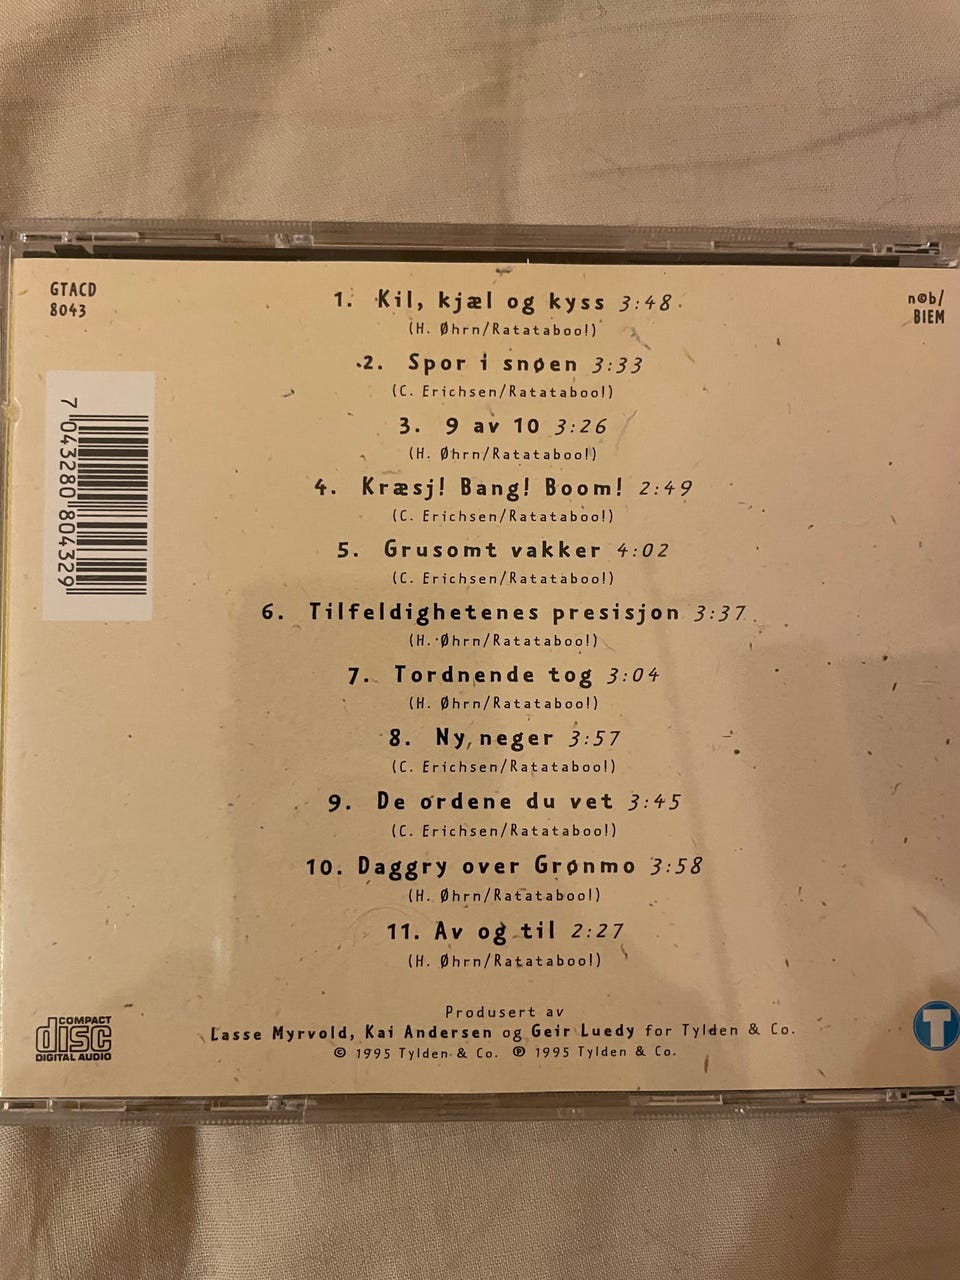 GTACD
8043
n©b/
BIEM
7 043280 804329
1. Kil, kjæl og kyss 3:48
(H. Øhrn/Ratataboo!)
2. Spor i snøen 3:33
(C. Erichsen/Ratataboo!)
3. 9 av 10 3:26
(H. Øhrn/Ratataboo!)
4. Kræsj! Bang! Boom! 2:49
(C. Erichsen/Ratataboo!)
5. Grusomt vakker 4:02
(C. Erichsen/Ratataboo!)
6. Tilfeldighetenes presisjon 3:37
(H. Øhrn/Ratataboo!)
7. Tordnende tog 3:04
(H. Øhrn/Ratataboo!)
8. Ny neger 3:57
(C. Erichsen/Ratataboo!)
9. De ordene du vet 3:45
(C. Erichsen/Ratataboo!)
10. Daggry over Grønmo 3:58
(H. Øhrn/Ratataboo!)
11. Av og til 2:27
(H. Øhrn/Ratataboo!)
Produsert av
Lasse Myrvold, Kai Andersen og Geir Luedy for Tylden & Co.
© 1995 Tylden & Co. ℗ 1995 Tylden & Co.
COMPACT
disc
DIGITAL AUDIO
T